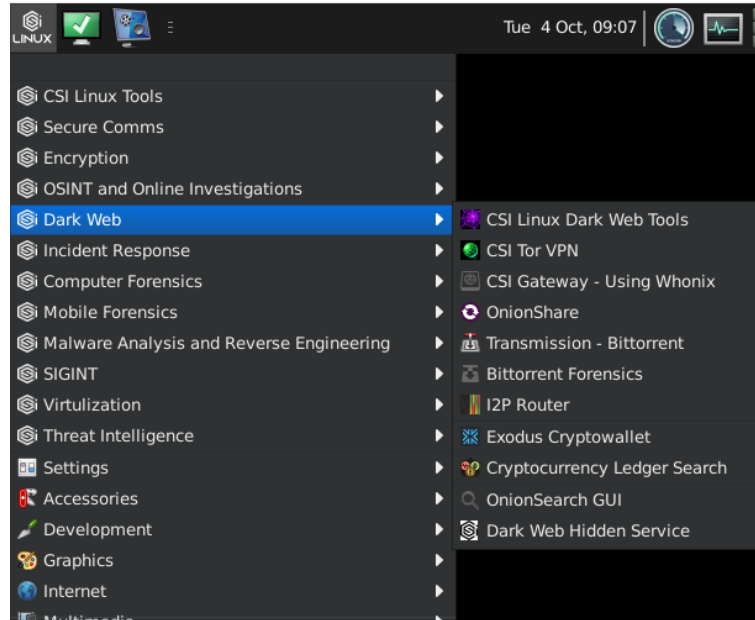 Si
LINUX
Tue 4 Oct, 09:07
CSI Linux Tools
Secure Comms
Encryption
OSINT and Online Investigations
Dark Web
Incident Response
Computer Forensics
Mobile Forensics
Malware Analysis and Reverse Engineering
SIGINT
Virtulization
Threat Intelligence
Settings
Accessories
Development
Graphics
Internet
Multimedia
CSI Linux Dark Web Tools
CSI Tor VPN
CSI Gateway - Using Whonix
OnionShare
Transmission - Bittorrent
Bittorrent Forensics
I2P Router
Exodus Cryptowallet
Cryptocurrency Ledger Search
OnionSearch GUI
Dark Web Hidden Service